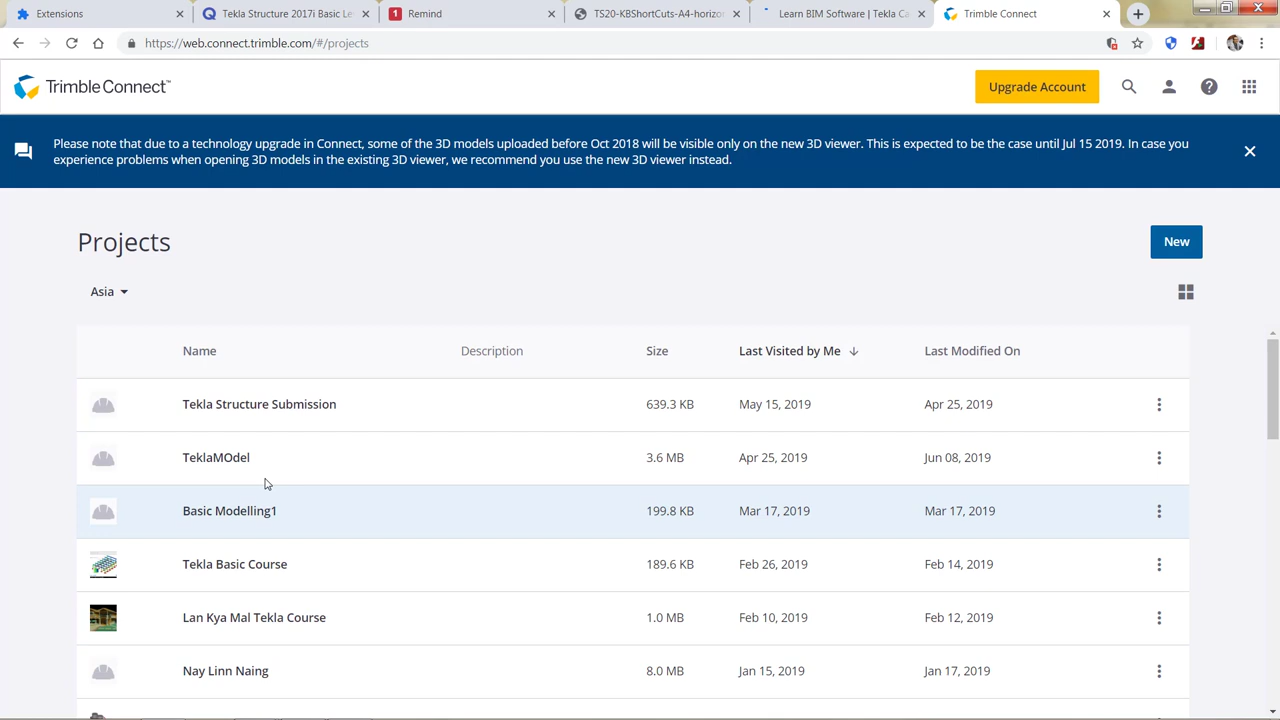 Extensions
Tekla Structure 2017i Basic Le
1 Remind
TS20-KBShortCuts-A4-horizo
Learn BIM Software | Tekla Ca
Trimble Connect
https://web.connect.trimble.com/#/projects
Trimble Connect™
Upgrade Account
Please note that due to a technology upgrade in Connect, some of the 3D models uploaded before Oct 2018 will be visible only on the new 3D viewer. This is expected to be the case until Jul 15 2019. In case you
experience problems when opening 3D models in the existing 3D viewer, we recommend you use the new 3D viewer instead.
Projects
New
Asia
Name Description Size Last Visited by Me Last Modified On
Tekla Structure Submission 639.3 KB May 15, 2019 Apr 25, 2019
TeklaMOdel 3.6 MB Apr 25, 2019 Jun 08, 2019
Basic Modelling1 199.8 KB Mar 17, 2019 Mar 17, 2019
Tekla Basic Course 189.6 KB Feb 26, 2019 Feb 14, 2019
Lan Kya Mal Tekla Course 1.0 MB Feb 10, 2019 Feb 12, 2019
Nay Linn Naing 8.0 MB Jan 15, 2019 Jan 17, 2019